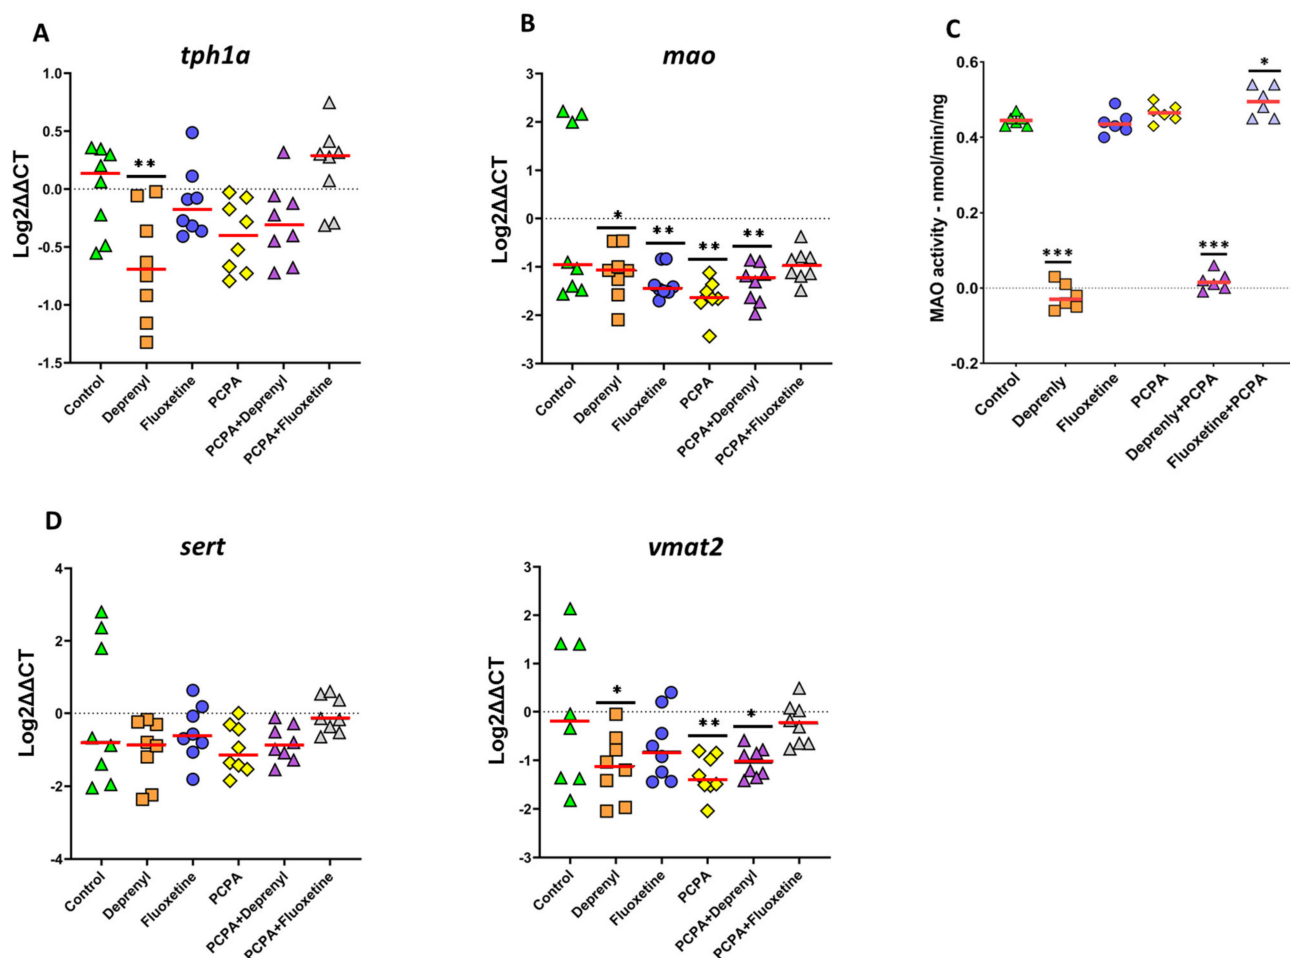 A
tph1a
Log2ΔΔCT
1.0
0.5
0.0
-0.5
-1.0
-1.5
**
Control
Deprenyl
Fluoxetine
PCPA
PCPA+Deprenyl
PCPA+Fluoxetine
B
mao
Log2ΔΔCT
3
2
1
0
-1
-2
-3
*
**
**
**
Control
Deprenyl
Fluoxetine
PCPA
PCPA+Deprenyl
PCPA+Fluoxetine
C
MAO activity - nmol/min/mg
0.6
0.4
0.2
0.0
-0.2
***
***
*
Control
Deprenly
Fluoxetine
PCPA
Deprenly+PCPA
Fluoxetine+PCPA
D
sert
Log2ΔΔCT
4
2
0
-2
-4
Control
Deprenyl
Fluoxetine
PCPA
PCPA+Deprenyl
PCPA+Fluoxetine
vmat2
Log2ΔΔCT
3
2
1
0
-1
-2
-3
*
**
*
Control
Deprenyl
Fluoxetine
PCPA
PCPA+Deprenyl
PCPA+Fluoxetine